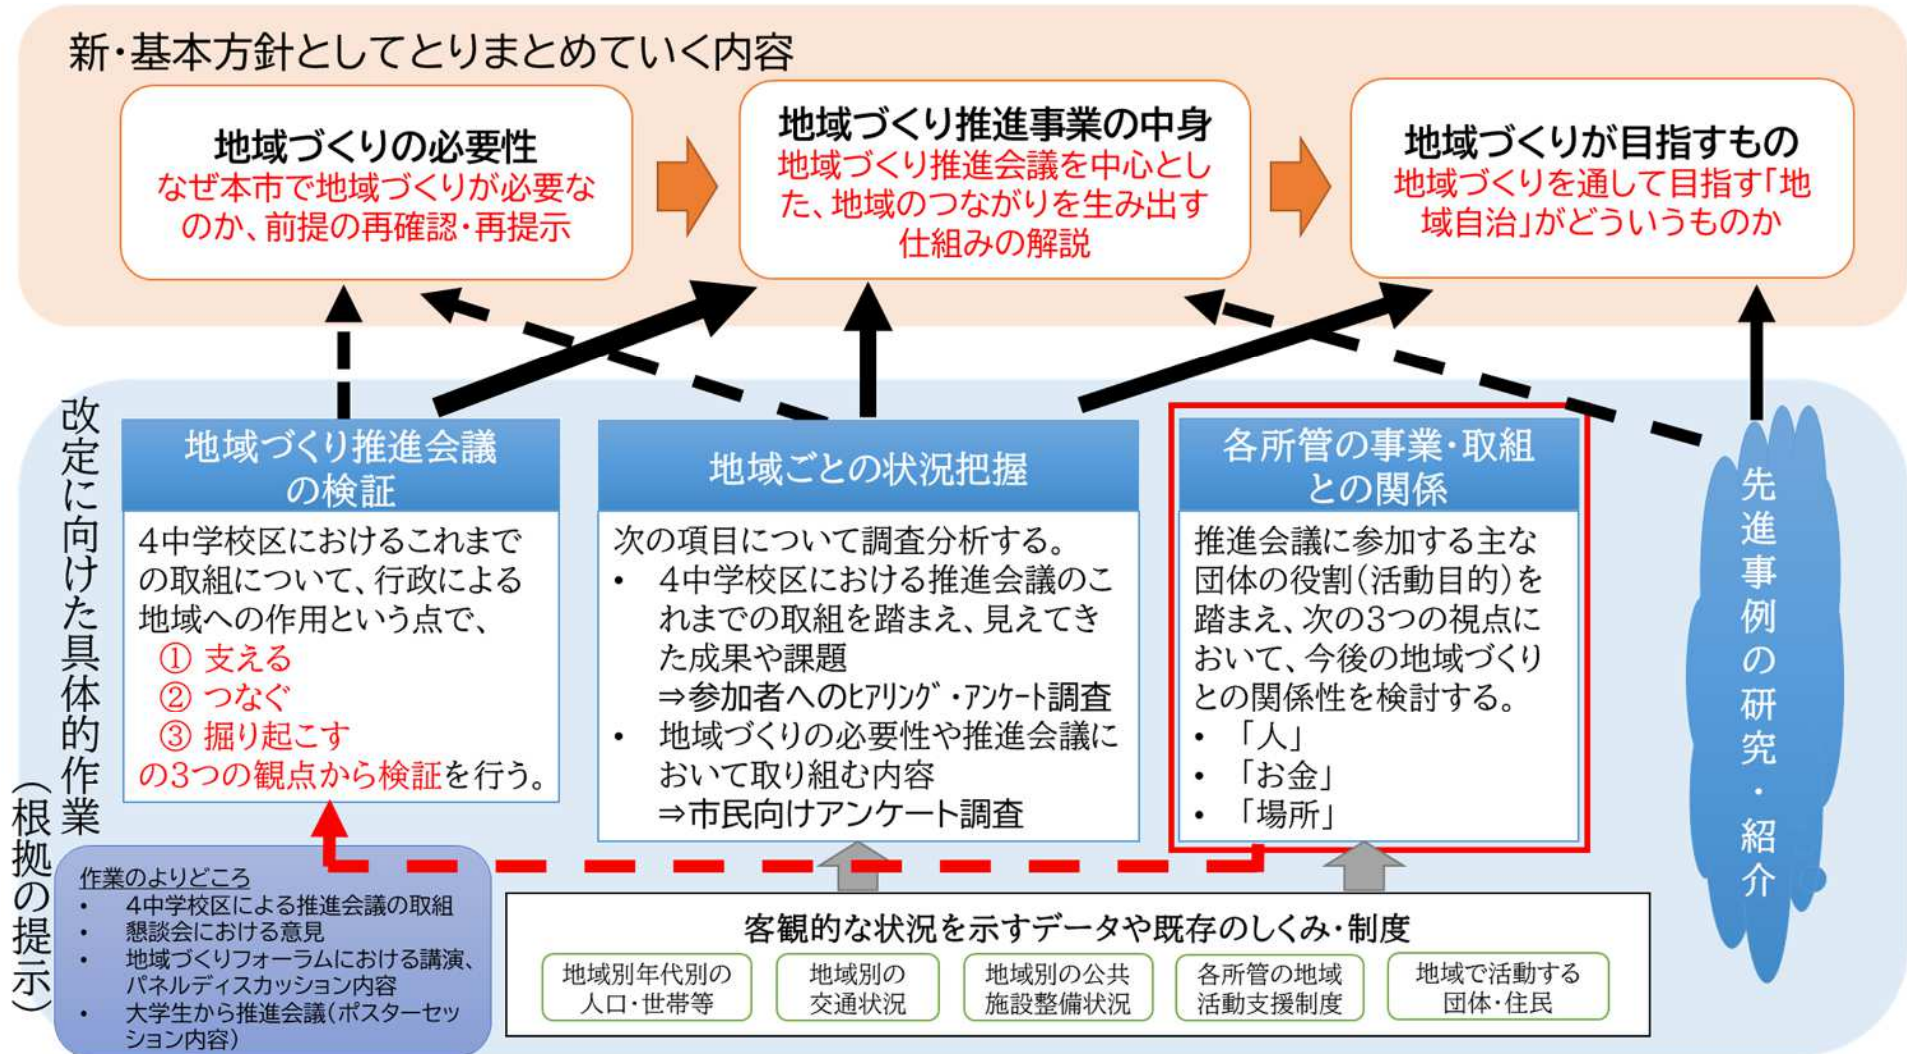 新・基本方針としてとりまとめていく内容
地域づくりの必要性
なぜ本市で地域づくりが必要な
のか、前提の再確認・再提示
地域づくり推進事業の中身
地域づくり推進会議を中心とし
た、地域のつながりを生み出す
仕組みの解説
地域づくりが目指すもの
地域づくりを通して目指す「地
域自治」がどういうものか
改定に向けた具体的作業
（根拠の提示）
地域づくり推進会議
の検証
4中学校区におけるこれまで
の取組について、行政による
地域への作用という点で、
① 支える
② つなぐ
③ 掘り起こす
の3つの観点から検証を行う。
地域ごとの状況把握
次の項目について調査分析する。
• 4中学校区における推進会議のこ
れまでの取組を踏まえ、見えてき
た成果や課題
⇒参加者へのﾋｱﾘﾝｸﾞ・ｱﾝｹｰﾄ調査
• 地域づくりの必要性や推進会議に
おいて取り組む内容
⇒市民向けアンケート調査
各所管の事業・取組
との関係
推進会議に参加する主な
団体の役割(活動目的)を
踏まえ、次の3つの視点に
おいて、今後の地域づくり
との関係性を検討する。
• 「人」
• 「お金」
• 「場所」
先進事例の研究・紹介
作業のよりどころ
• 4中学校区による推進会議の取組
• 懇談会における意見
• 地域づくりフォーラムにおける講演、
パネルディスカッション内容
• 大学生から推進会議(ポスターセッ
ション内容)
客観的な状況を示すデータや既存のしくみ・制度
地域別年代別の
人口・世帯等
地域別の
交通状況
地域別の公共
施設整備状況
各所管の地域
活動支援制度
地域で活動する
団体・住民